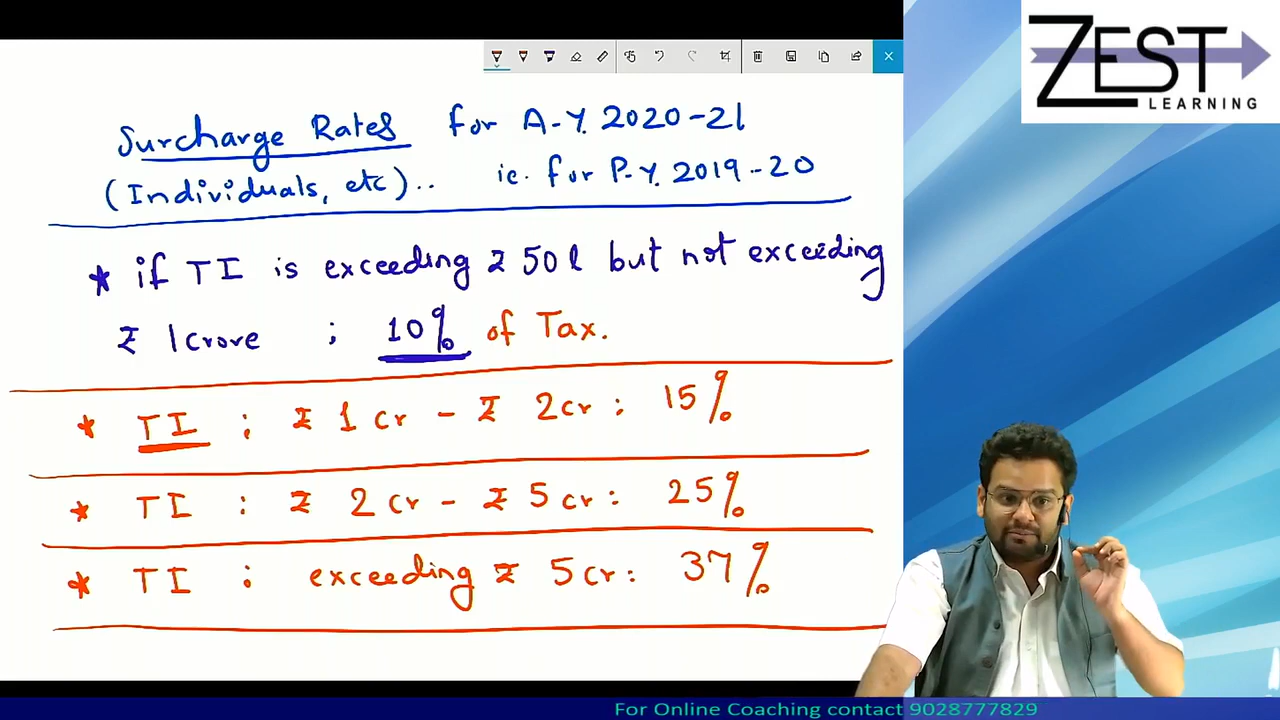 ZEST
LEARNING
Surcharge Rates for A.Y. 2020-21
(Individuals, etc).. ie. for P.Y. 2019-20
* if TI is exceeding ₹ 50 l but not exceeding
₹ 1 crore ; 10% of Tax.
* TI : ₹ 1 cr - ₹ 2cr : 15%
* TI : ₹ 2 cr - ₹ 5 cr : 25%
* TI : exceeding ₹ 5 cr : 37%
For Online Coaching contact 9028777829